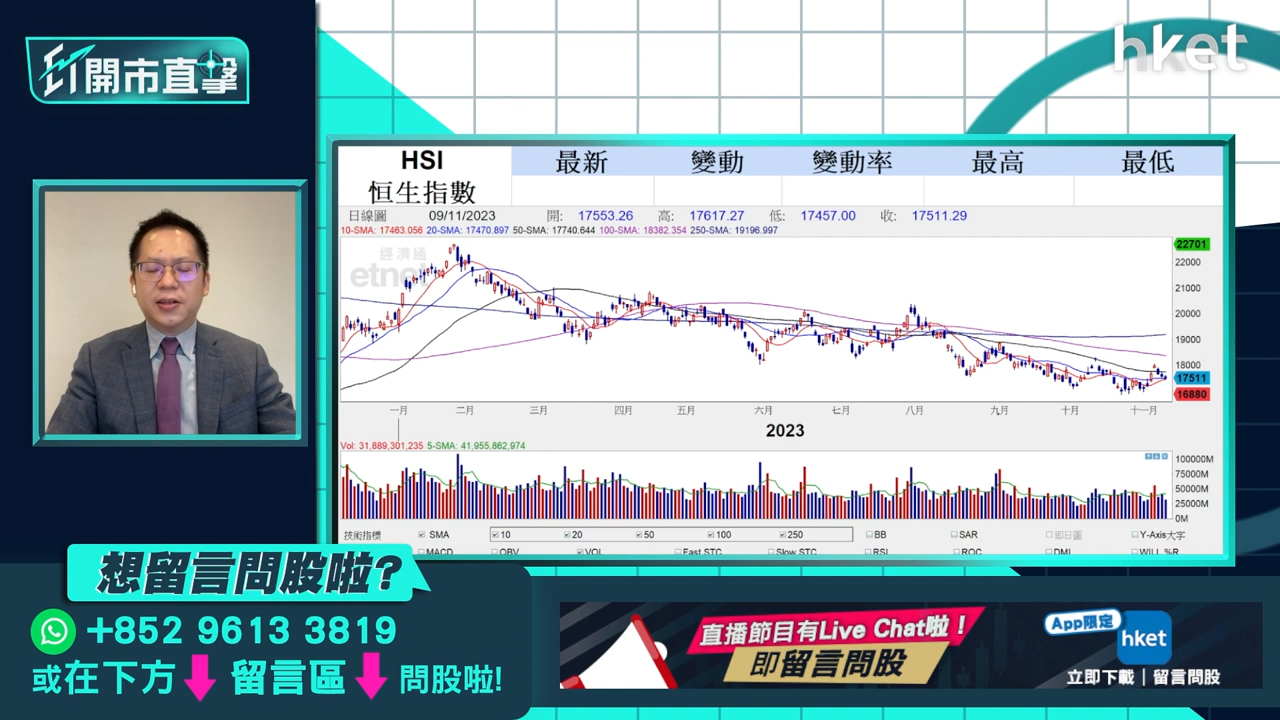 ET開市直擊
hket
HSI
恒生指數
最新 變動 變動率 最高 最低
日線圖 09/11/2023 開: 17553.26 高: 17617.27 低: 17457.00 收: 17511.29
10-SMA: 17463.056 20-SMA: 17470.897 50-SMA: 17740.644 100-SMA: 18382.354 250-SMA: 19196.997
經濟通
etnet
22701
22000
21000
20000
19000
18000
17511
16880
一月 二月 三月 四月 五月 六月 七月 八月 九月 十月 十一月
2023
Vol: 31,889,301,235 5-SMA: 41,955,862,974
100000M
75000M
50000M
25000M
0M
技術指標 SMA 10 20 50 100 250 BB SAR 即日圖 Y-Axis大字
MACD OBV VOL Fast STC Slow STC RSI ROC DMI WILL %R
想留言問股啦?
+852 9613 3819
或在下方 留言區 問股啦!
直播節目有Live Chat啦!
即留言問股
App限定
hket
立即下載|留言問股